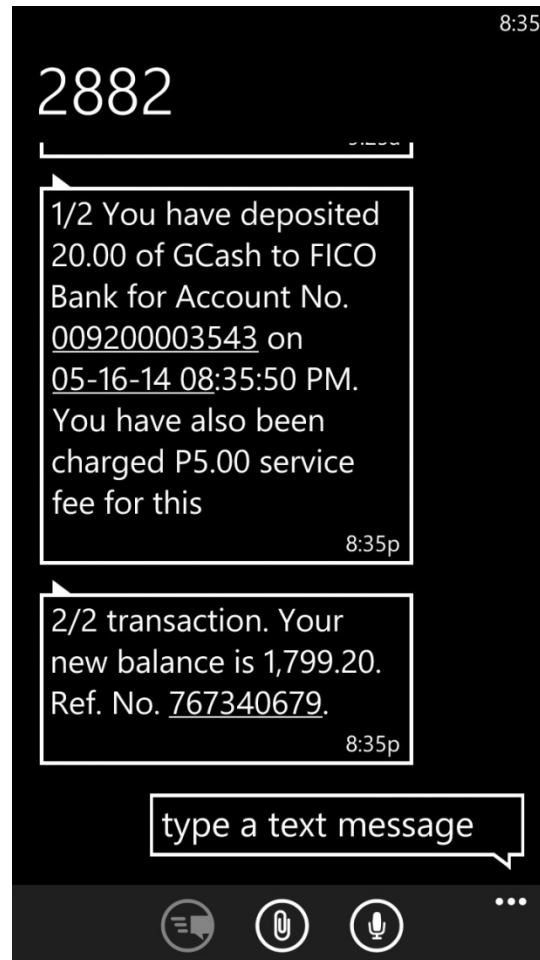 8:35
2882
1/2 You have deposited
20.00 of GCash to FICO
Bank for Account No.
009200003543 on
05-16-14 08:35:50 PM.
You have also been
charged P5.00 service
fee for this
8:35p
2/2 transaction. Your
new balance is 1,799.20.
Ref. No. 767340679.
8:35p
type a text message